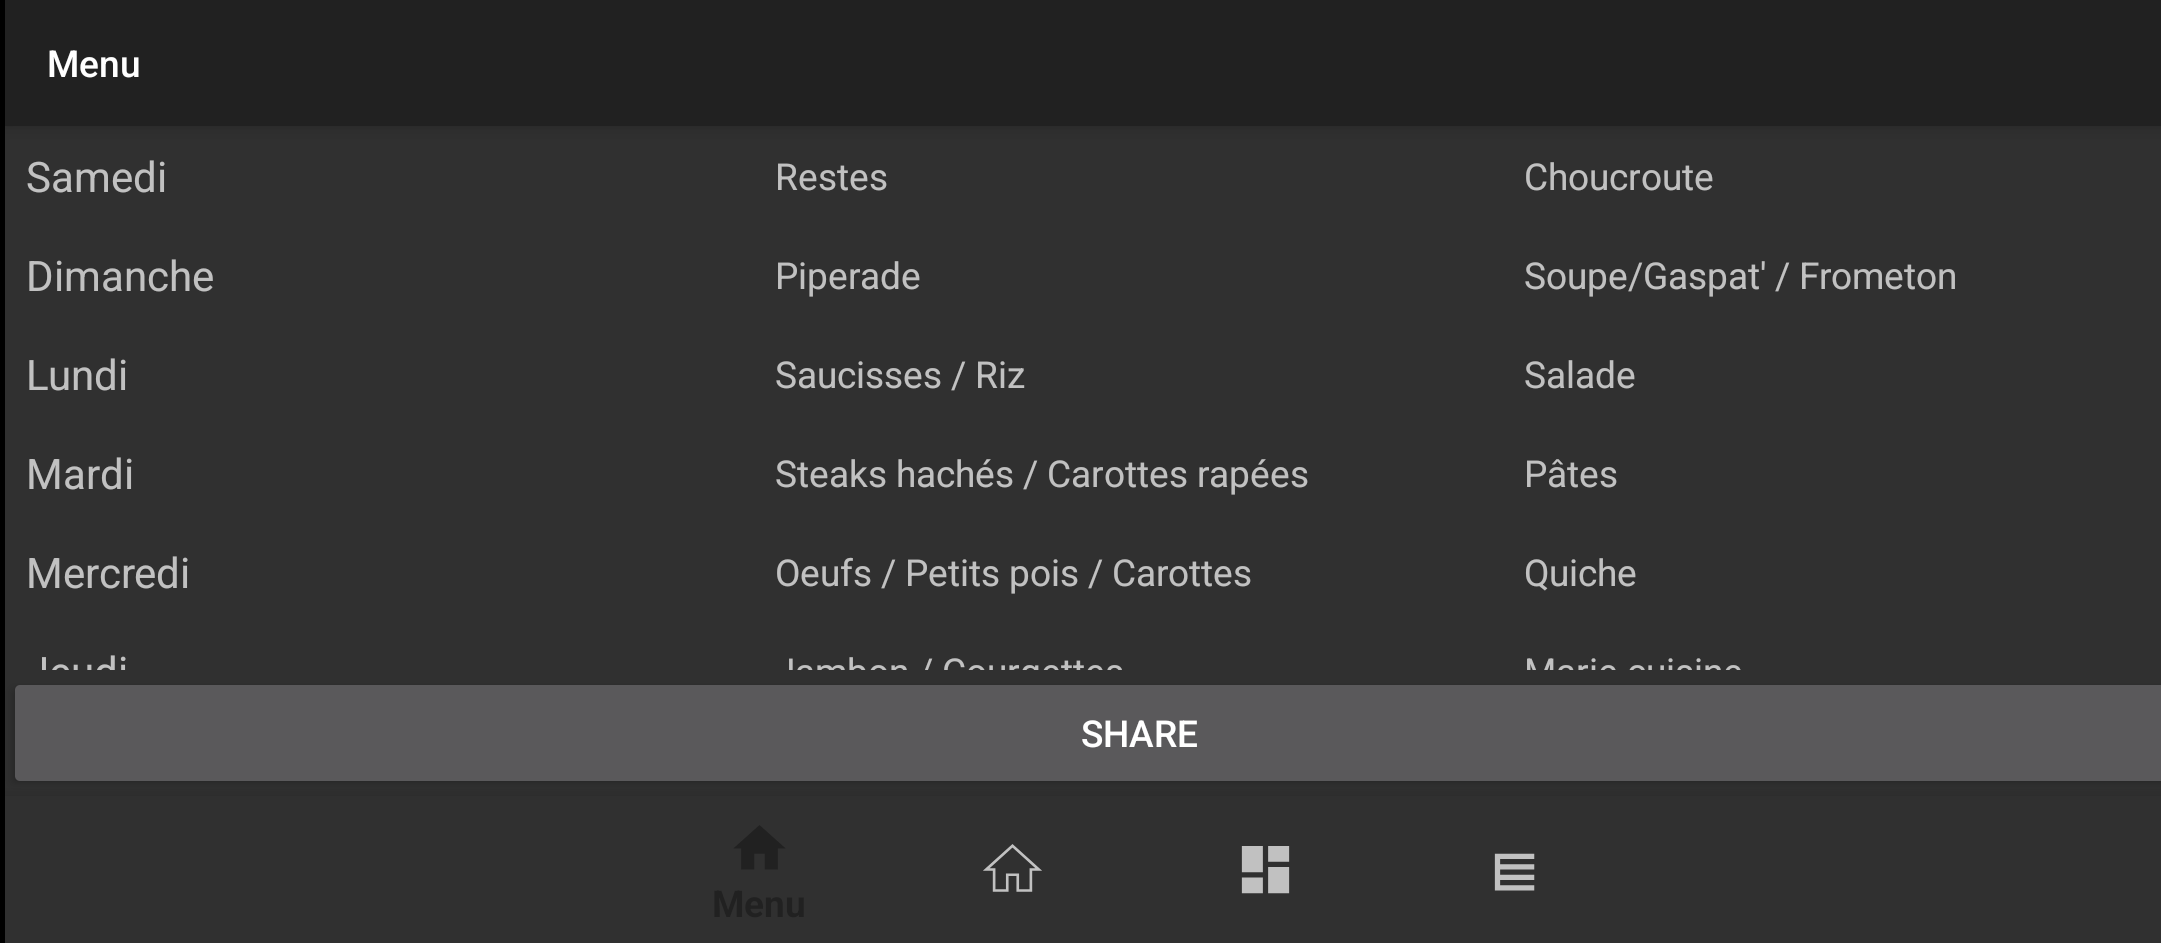 Menu
Samedi Restes Choucroute
Dimanche Piperade Soupe/Gaspat' / Frometon
Lundi Saucisses / Riz Salade
Mardi Steaks hachés / Carottes rapées Pâtes
Mercredi Oeufs / Petits pois / Carottes Quiche
Jeudi Jambon / Courgettes Marie cuisine
SHARE
Menu